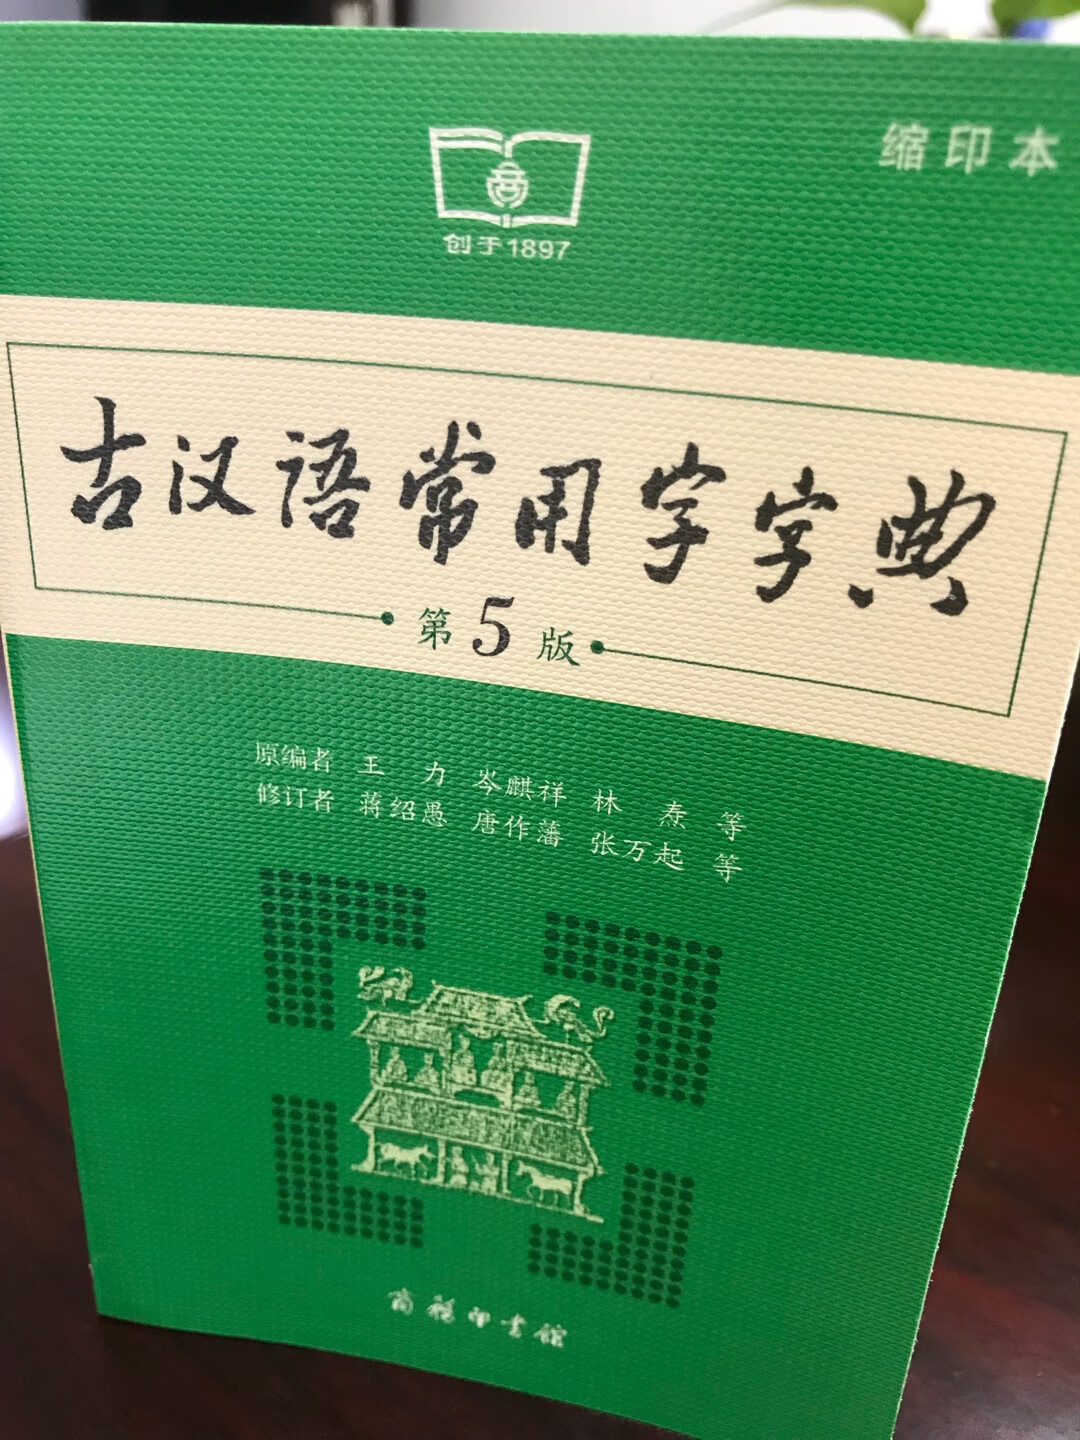 缩印本
创于1897
古汉语常用字字典
第5版
原编者 王力 岑麒祥 林焘 等
修订者 蒋绍愚 唐作藩 张万起 等
商务印书馆